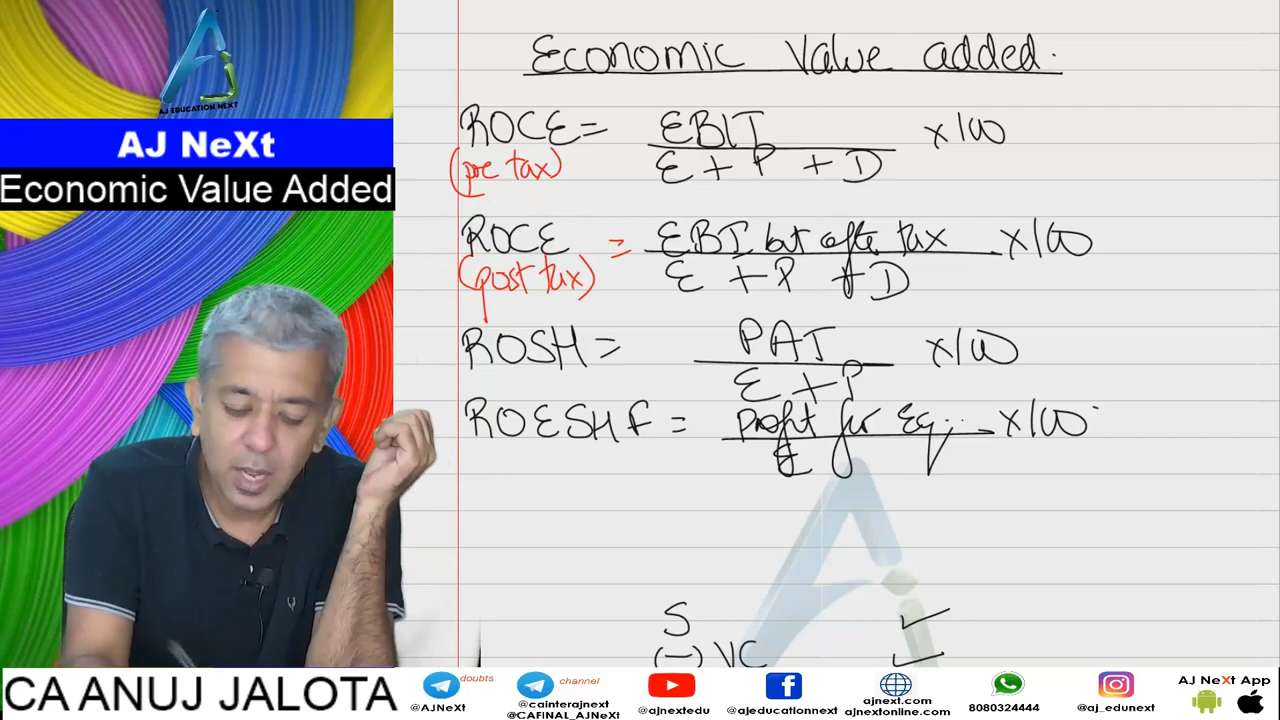 AJ EDUCATION NEXT
AJ NeXt
Economic Value Added
Economic Value added.
ROCE = EBIT x100
(pre tax) E + P + D
ROCE = EBI but after tax x100
(post tax) E + P + D
ROSH = PAT x100
E + P
ROESHF = Profit for Eq... x100
E
S ✓
(-) VC ✓
CA ANUJ JALOTA
doubts
@AJNeXt
channel
@cainterajnext
@CAFINAL_AJNeXt
@ajnextedu
@ajeducationnext
ajnext.com
ajnextonline.com
8080324444
@aj_edunext
AJ NeXt App